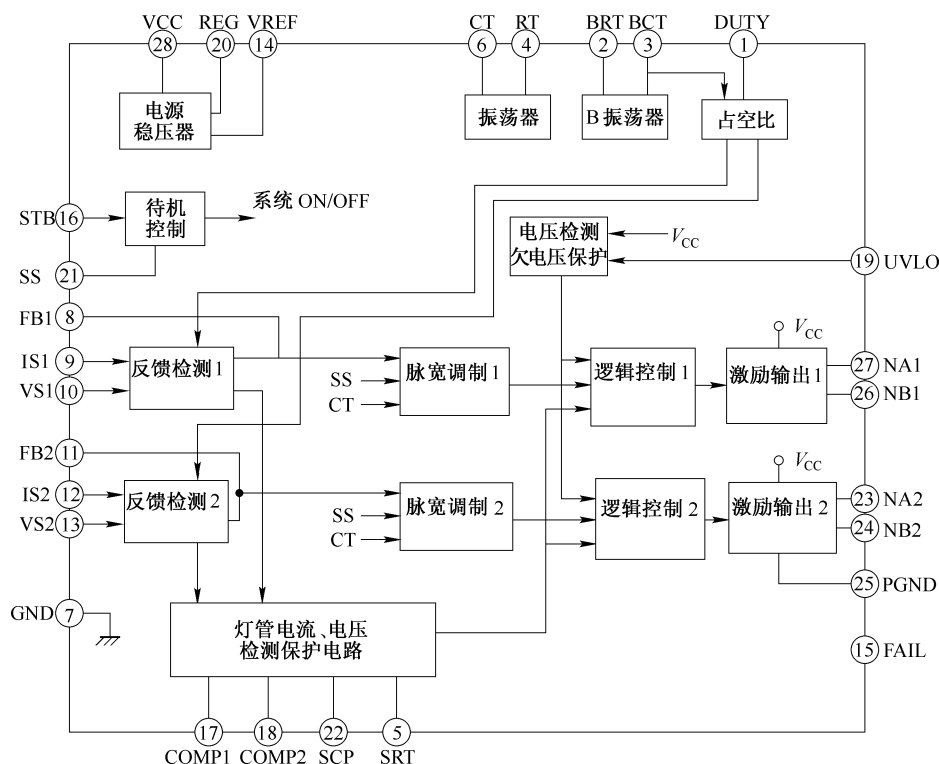 VCC REG VREF CT RT BRT BCT DUTY
28 20 14 6 4 2 3 1
电源
稳压器
振荡器
B 振荡器
占空比
STB 16
待机
控制
系统 ON/OFF
SS 21
电压检测
欠电压保护
VCC
19 UVLO
FB1 8
IS1 9
VS1 10
反馈检测 1
SS
CT
脉宽调制 1
逻辑控制 1
VCC
激励输出 1
27 NA1
26 NB1
FB2 11
IS2 12
VS2 13
反馈检测 2
SS
CT
脉宽调制 2
逻辑控制 2
VCC
激励输出 2
23 NA2
24 NB2
25 PGND
GND 7
灯管电流、电压
检测保护电路
15 FAIL
17 18 22 5
COMP1 COMP2 SCP SRT